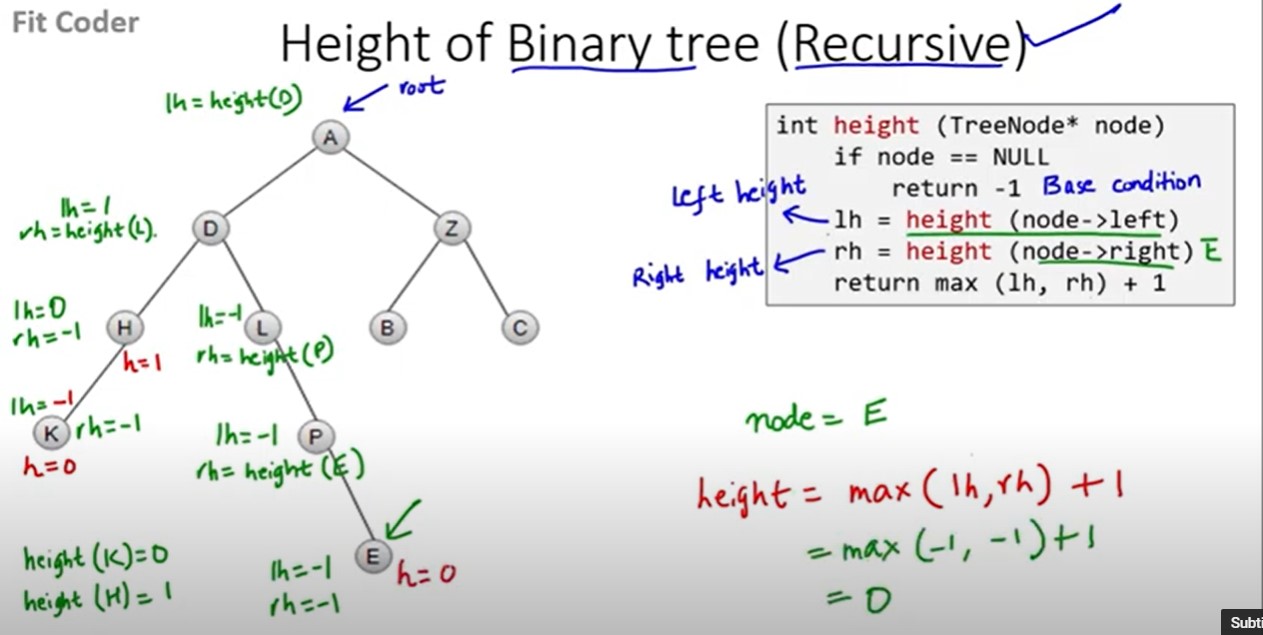 Fit Coder
Height of Binary tree (Recursive)
root
lh = height(D)
A
int height (TreeNode* node)
if node == NULL
return -1 Base condition
Left height
lh = height (node->left)
rh = height (node->right) E
Right height
return max (lh, rh) + 1
lh=1
rh=height(L).
D
Z
lh=0
rh=-1
H
h=1
lh=-1
L
rh=height(P)
B
C
lh=-1
K
rh=-1
h=0
lh=-1
P
rh=height(E)
node = E
height = max(lh,rh) +1
= max (-1, -1)+1
= 0
E
h=0
lh=-1
rh=-1
height(K)=0
height(H)=1
Subti